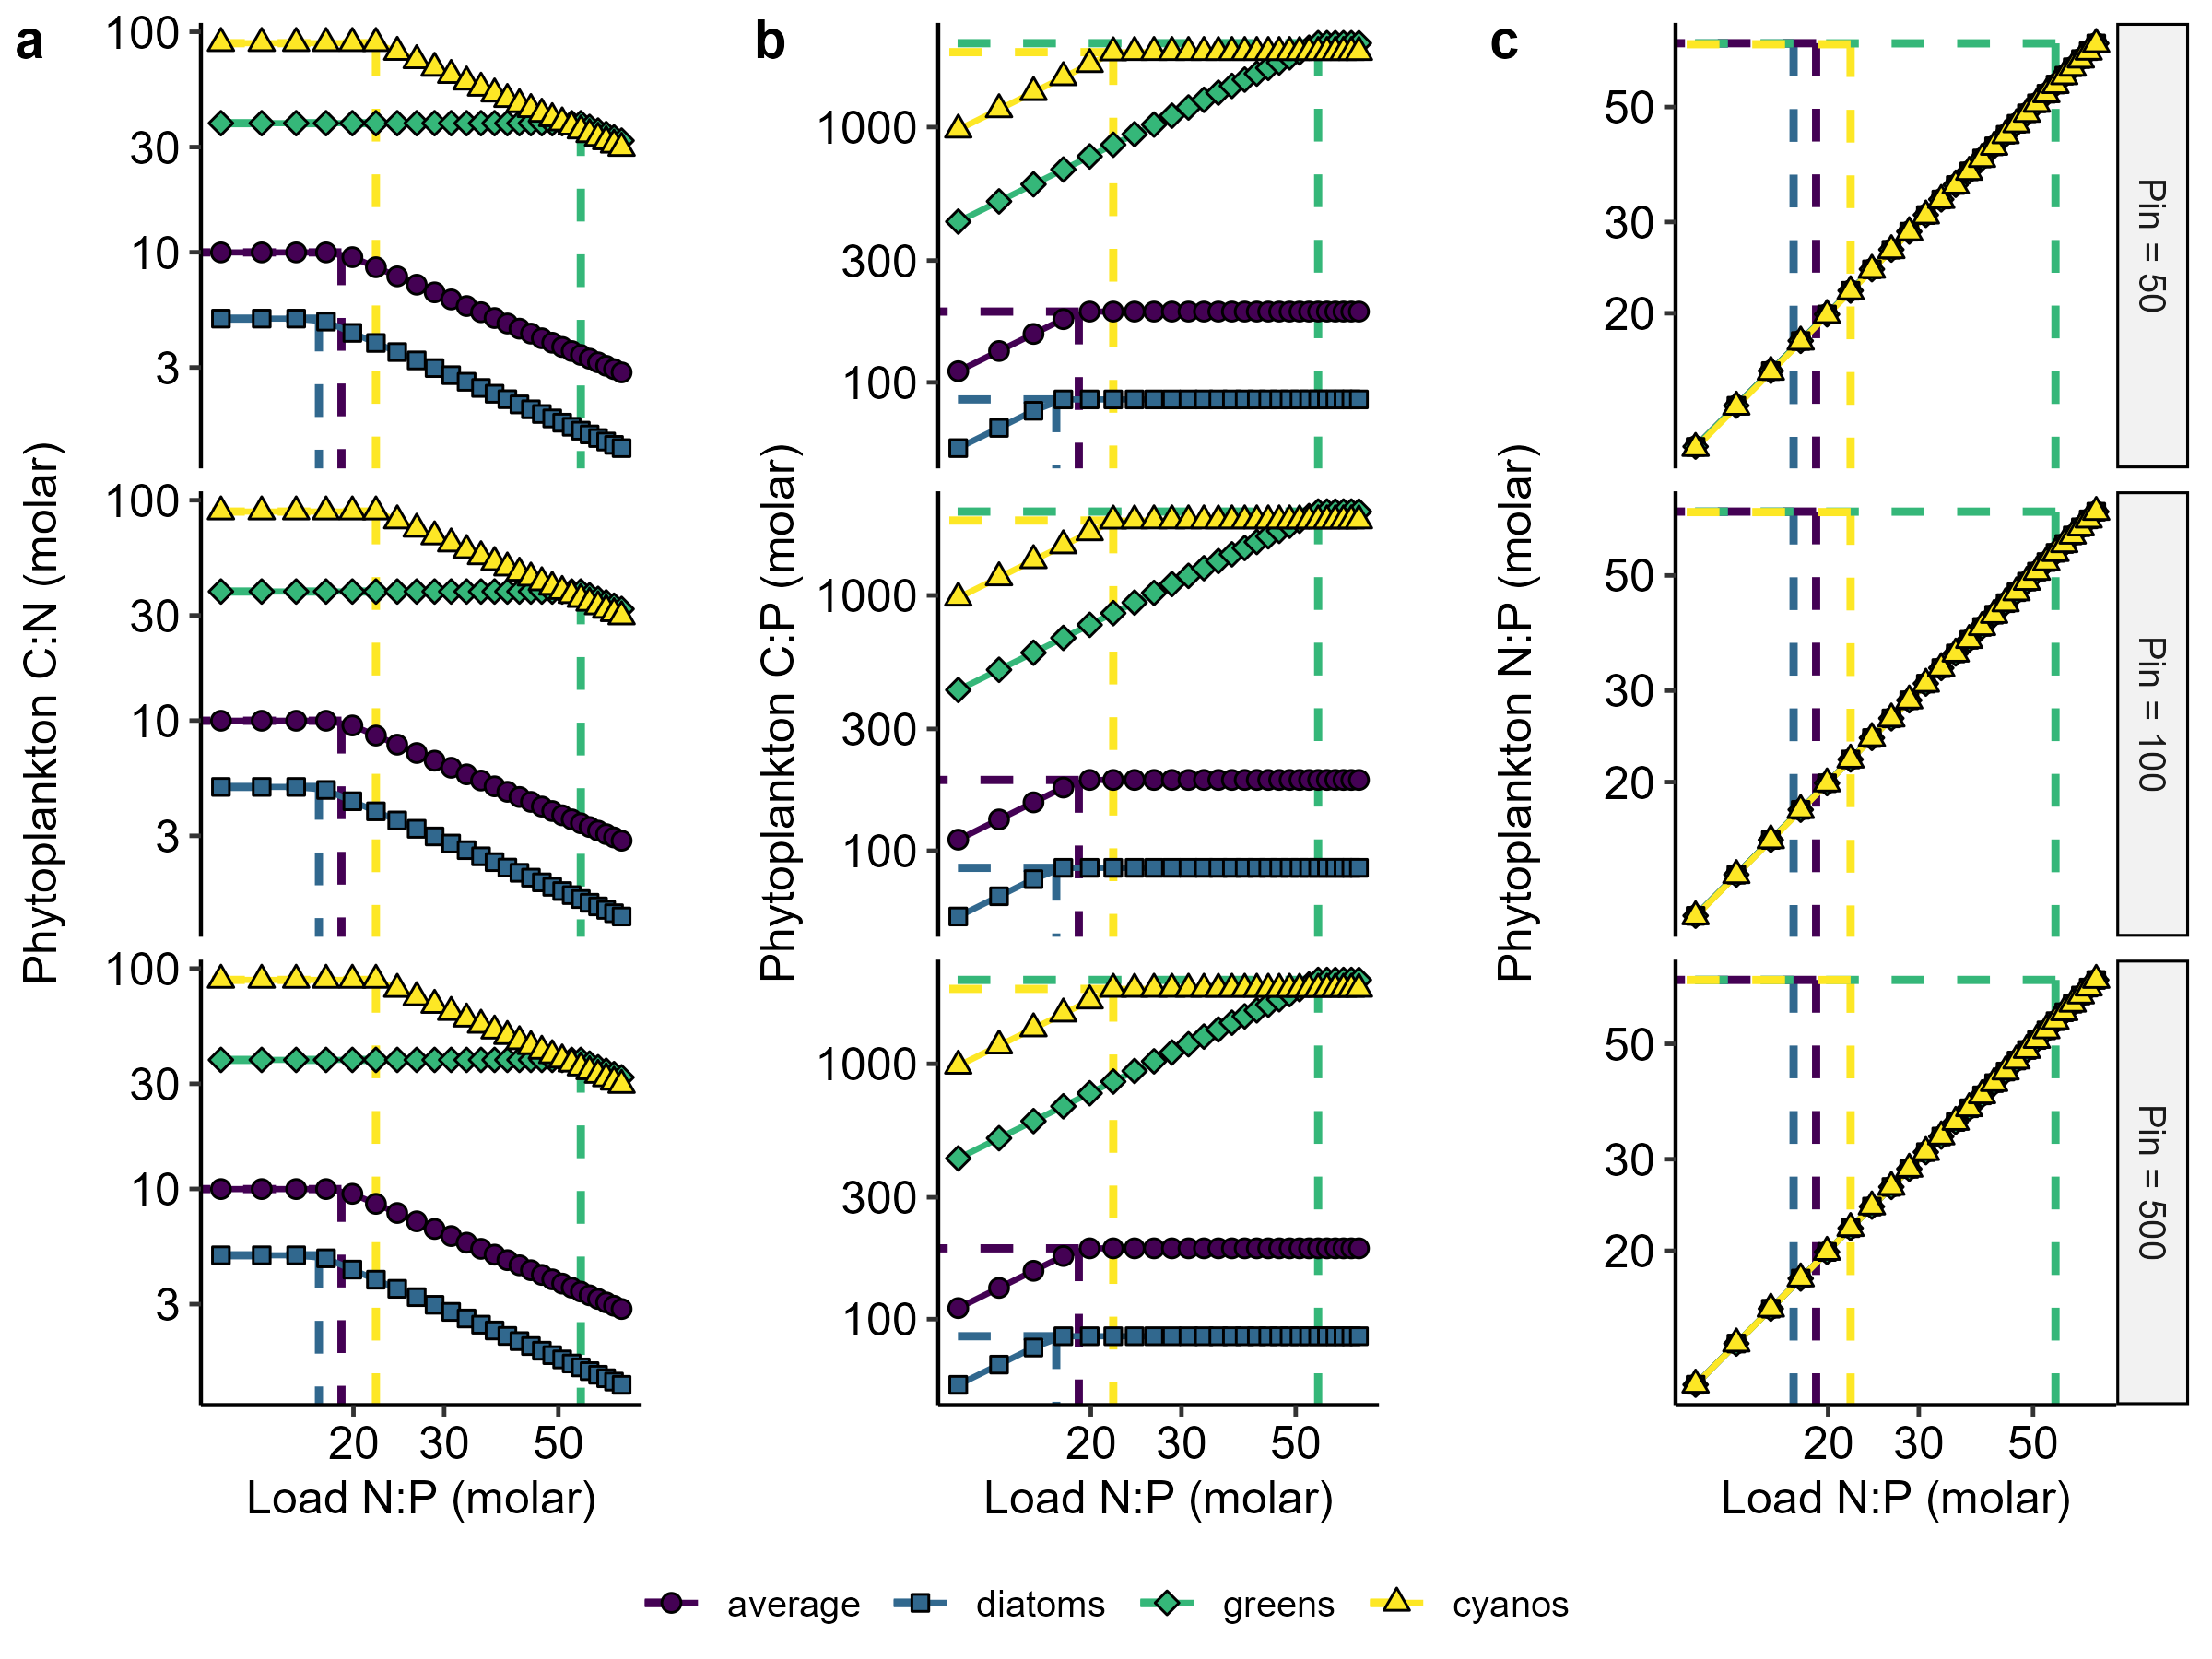 a
b
c
100
30
10
3
100
30
10
3
100
30
10
3
Phytoplankton C:N (molar)
1000
300
100
1000
300
100
1000
300
100
Phytoplankton C:P (molar)
50
30
20
50
30
20
50
30
20
Phytoplankton N:P (molar)
Pin = 50
Pin = 100
Pin = 500
20 30 50
20 30 50
20 30 50
Load N:P (molar)
Load N:P (molar)
Load N:P (molar)
average diatoms greens cyanos